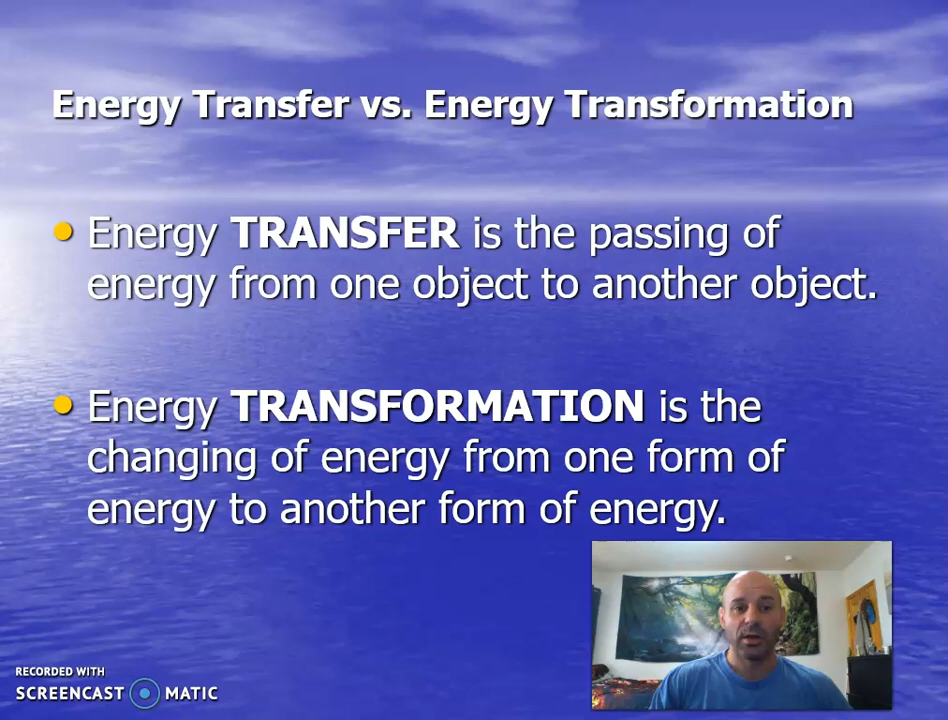 Energy Transfer vs. Energy Transformation
• Energy TRANSFER is the passing of
energy from one object to another object.
• Energy TRANSFORMATION is the
changing of energy from one form of
energy to another form of energy.
RECORDED WITH
SCREENCAST MATIC